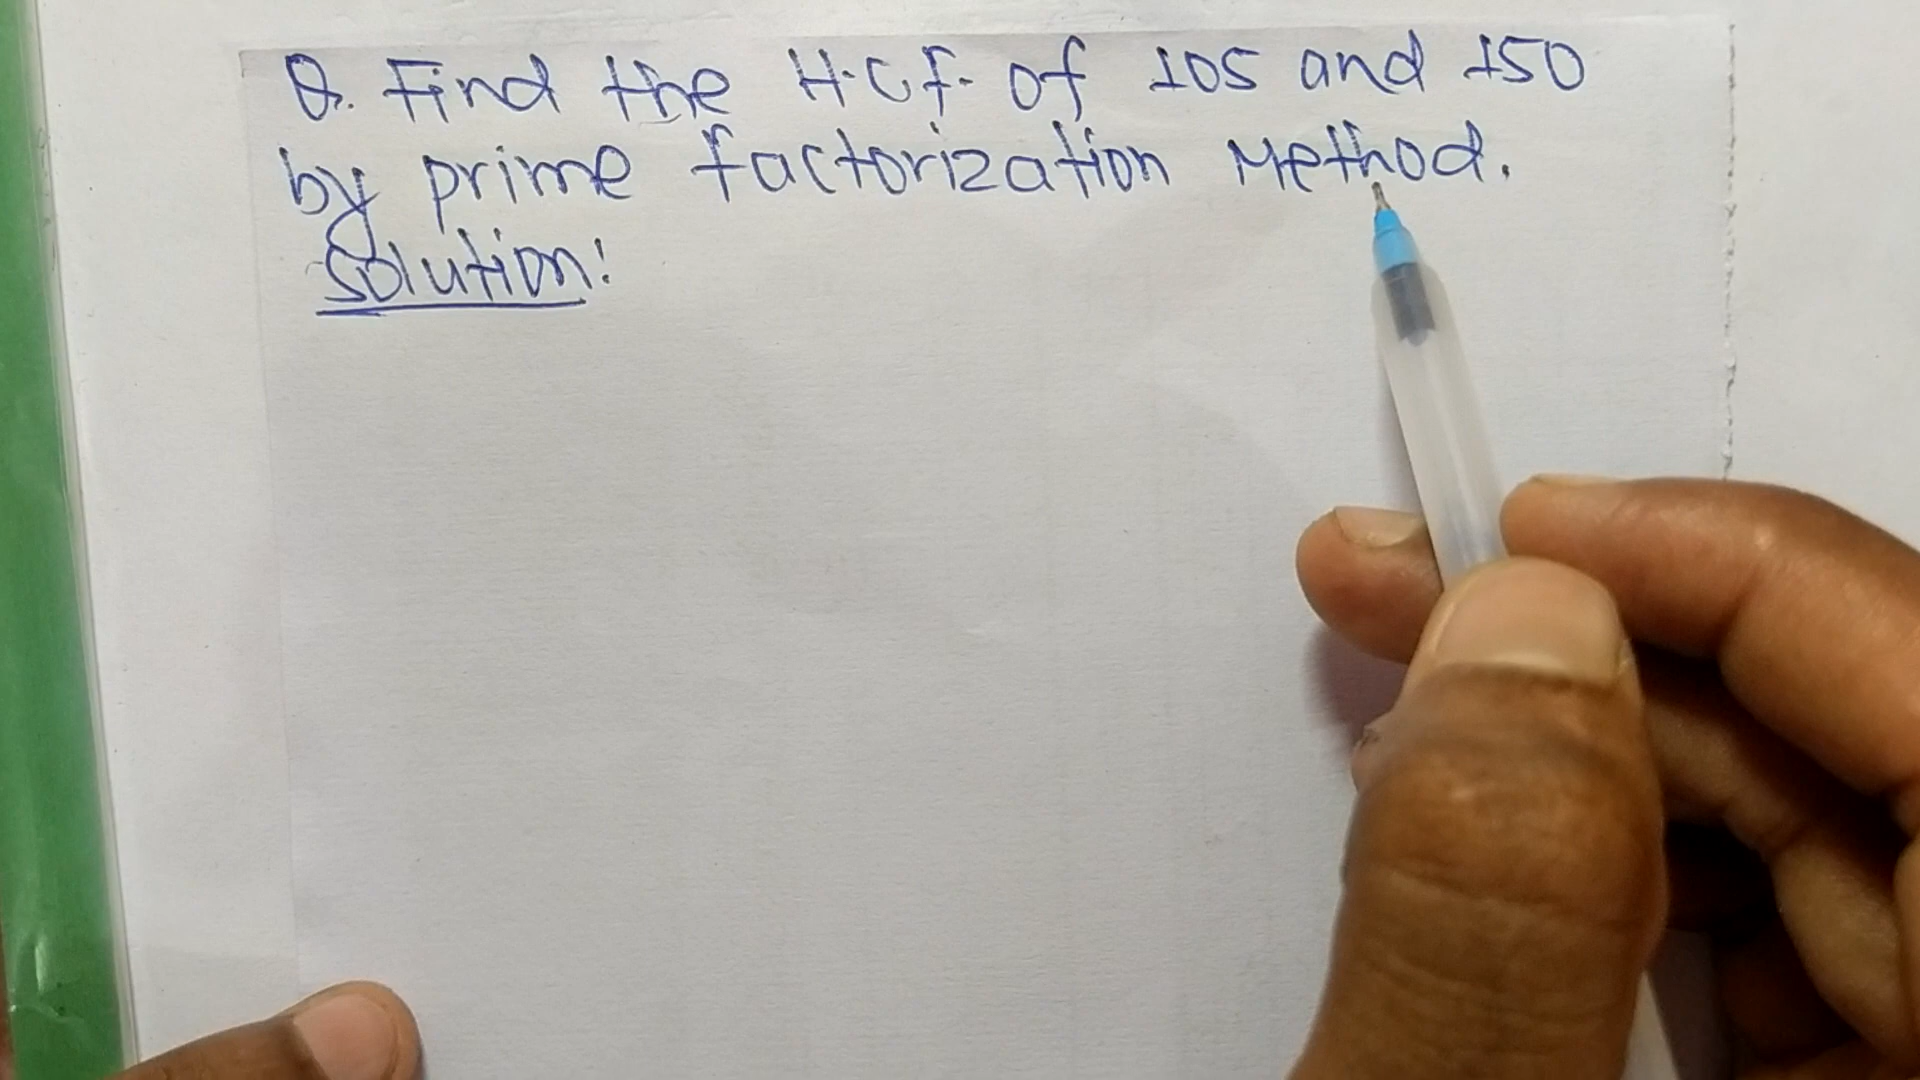 Q. Find the H.C.F. of 105 and 150
by prime factorization Method.
Solution: